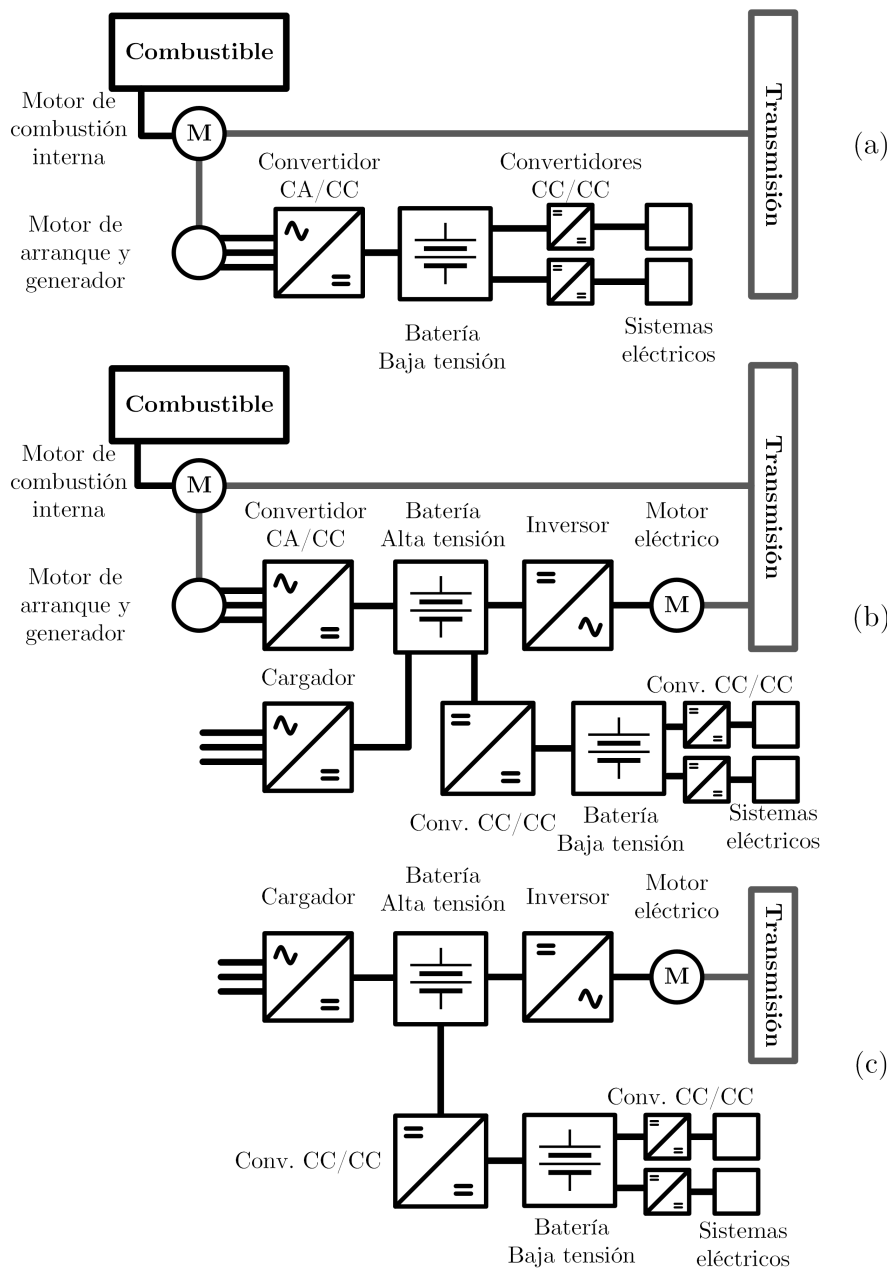 Combustible
Motor de
combustión
interna
M
Transmisión
(a)
Convertidor
CA/CC
Convertidores
CC/CC
Motor de
arranque y
generador
Batería
Baja tensión
Sistemas
eléctricos
Combustible
Motor de
combustión
interna
M
Transmisión
(b)
Convertidor
CA/CC
Batería
Alta tensión
Inversor
Motor
eléctrico
Motor de
arranque y
generador
M
Cargador
Conv. CC/CC
Conv. CC/CC
Batería
Baja tensión
Sistemas
eléctricos
Cargador
Batería
Alta tensión
Inversor
Motor
eléctrico
M
Transmisión
(c)
Conv. CC/CC
Conv. CC/CC
Batería
Baja tensión
Sistemas
eléctricos